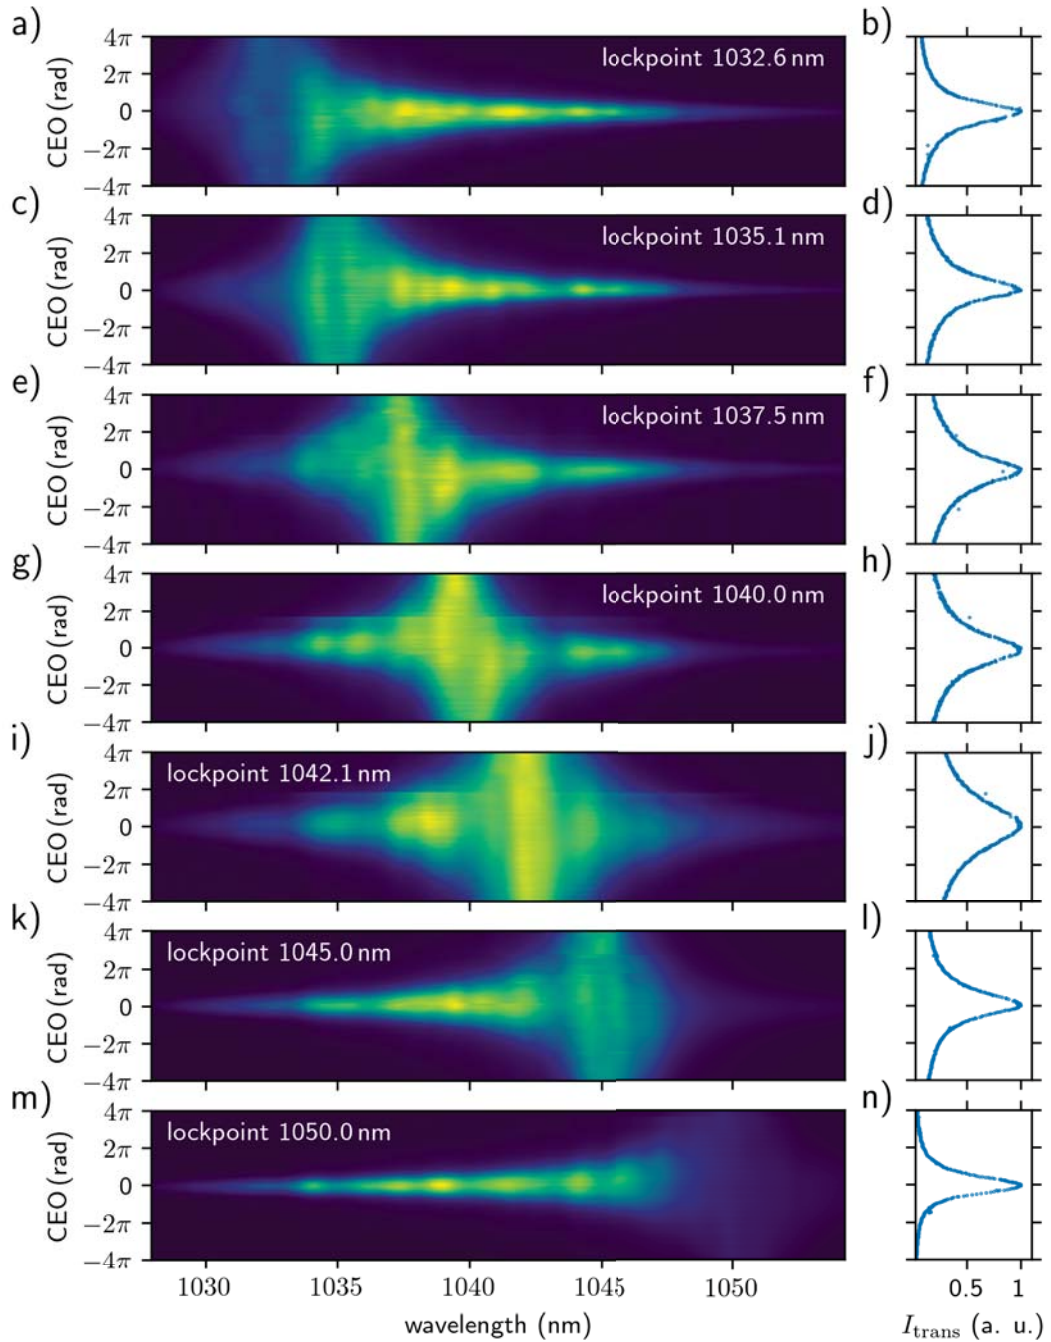 a)
b)
CEO (rad)
4π
2π
0
−2π
−4π
lockpoint 1032.6 nm
c)
d)
CEO (rad)
4π
2π
0
−2π
−4π
lockpoint 1035.1 nm
e)
f)
CEO (rad)
4π
2π
0
−2π
−4π
lockpoint 1037.5 nm
g)
h)
CEO (rad)
4π
2π
0
−2π
−4π
lockpoint 1040.0 nm
i)
j)
CEO (rad)
4π
2π
0
−2π
−4π
lockpoint 1042.1 nm
k)
l)
CEO (rad)
4π
2π
0
−2π
−4π
lockpoint 1045.0 nm
m)
n)
CEO (rad)
4π
2π
0
−2π
−4π
lockpoint 1050.0 nm
1030 1035 1040 1045 1050
0.5 1
wavelength (nm)
I_trans (a. u.)